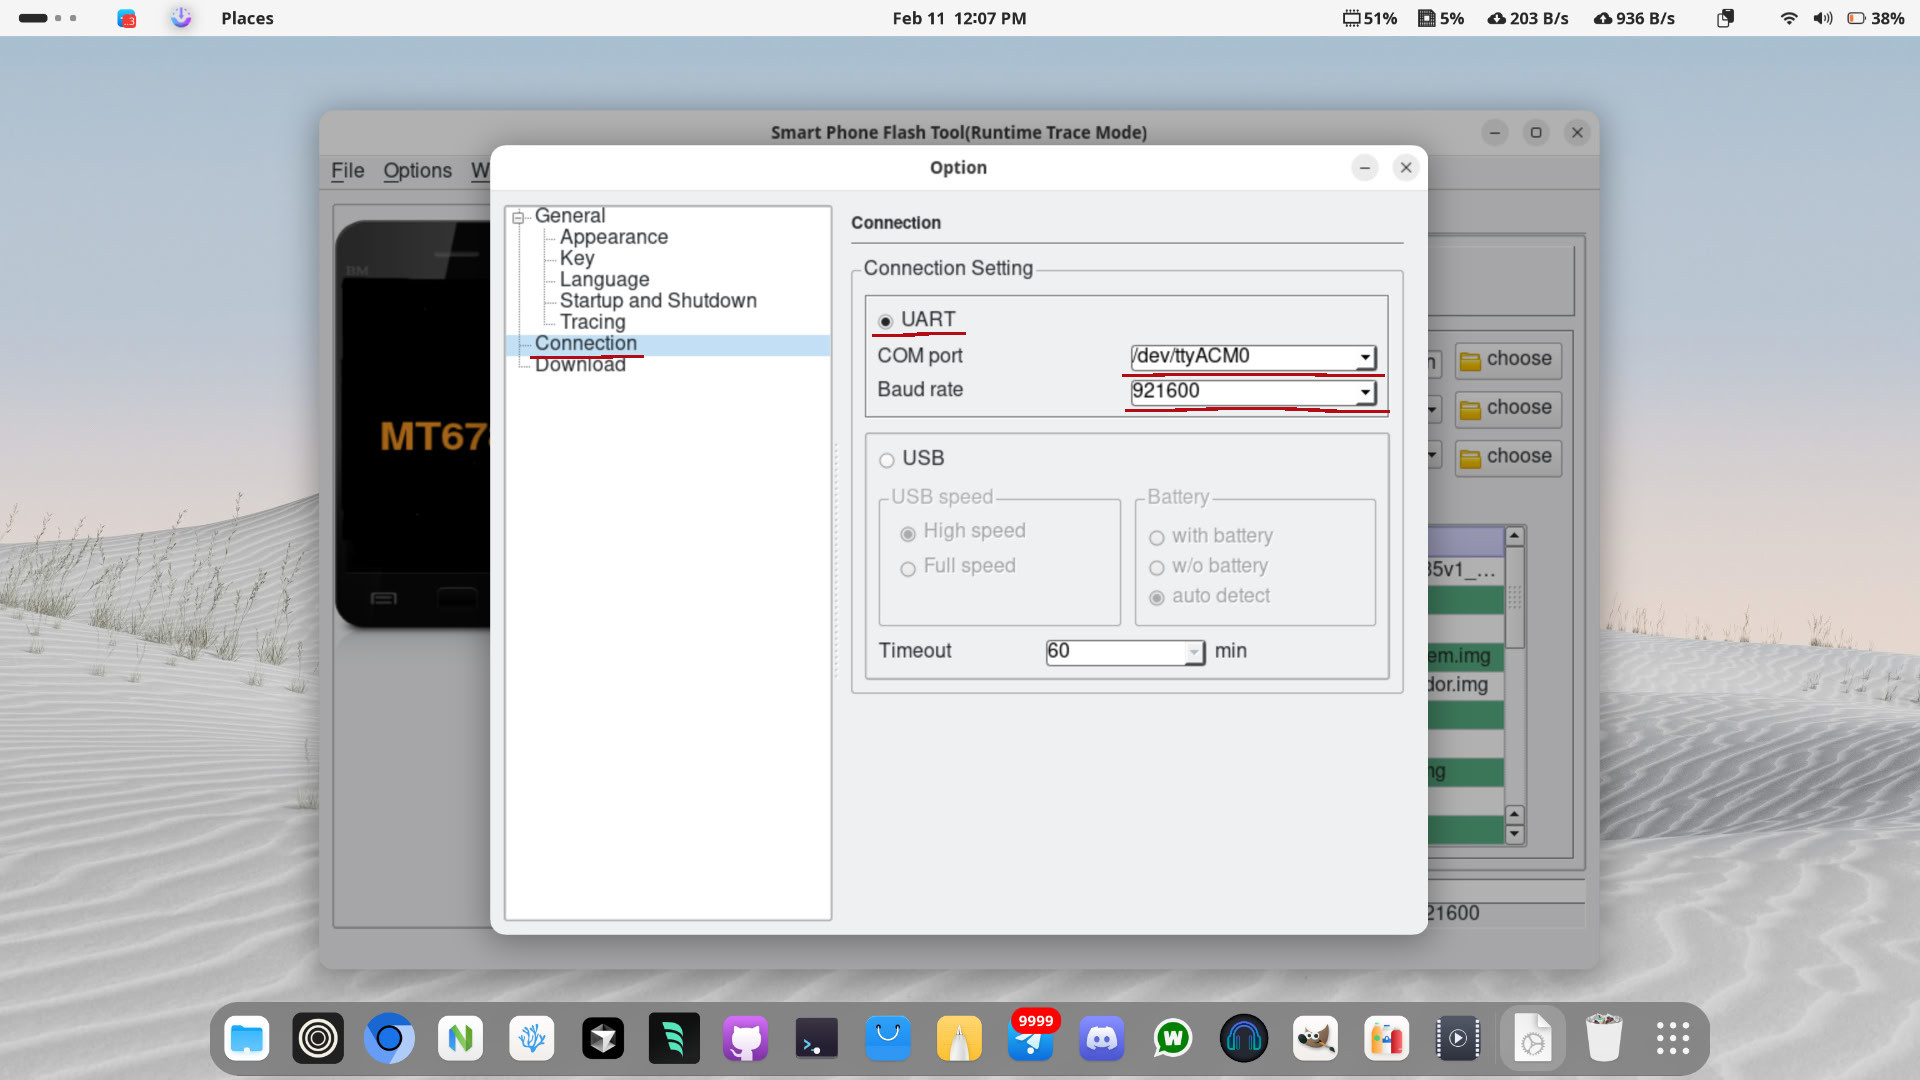 Places
Feb 11 12:07 PM
51% 5% 203 B/s 936 B/s 38%
Smart Phone Flash Tool(Runtime Trace Mode)
File Options W
Option
General
Appearance
Key
Language
Startup and Shutdown
Tracing
Connection
Download
Connection
Connection Setting
UART
COM port /dev/ttyACM0
Baud rate 921600
USB
USB speed
High speed
Full speed
Battery
with battery
w/o battery
auto detect
Timeout 60 min
BM
MT67
choose
choose
choose
35v1_...
em.img
dor.img
ng
21600
9999